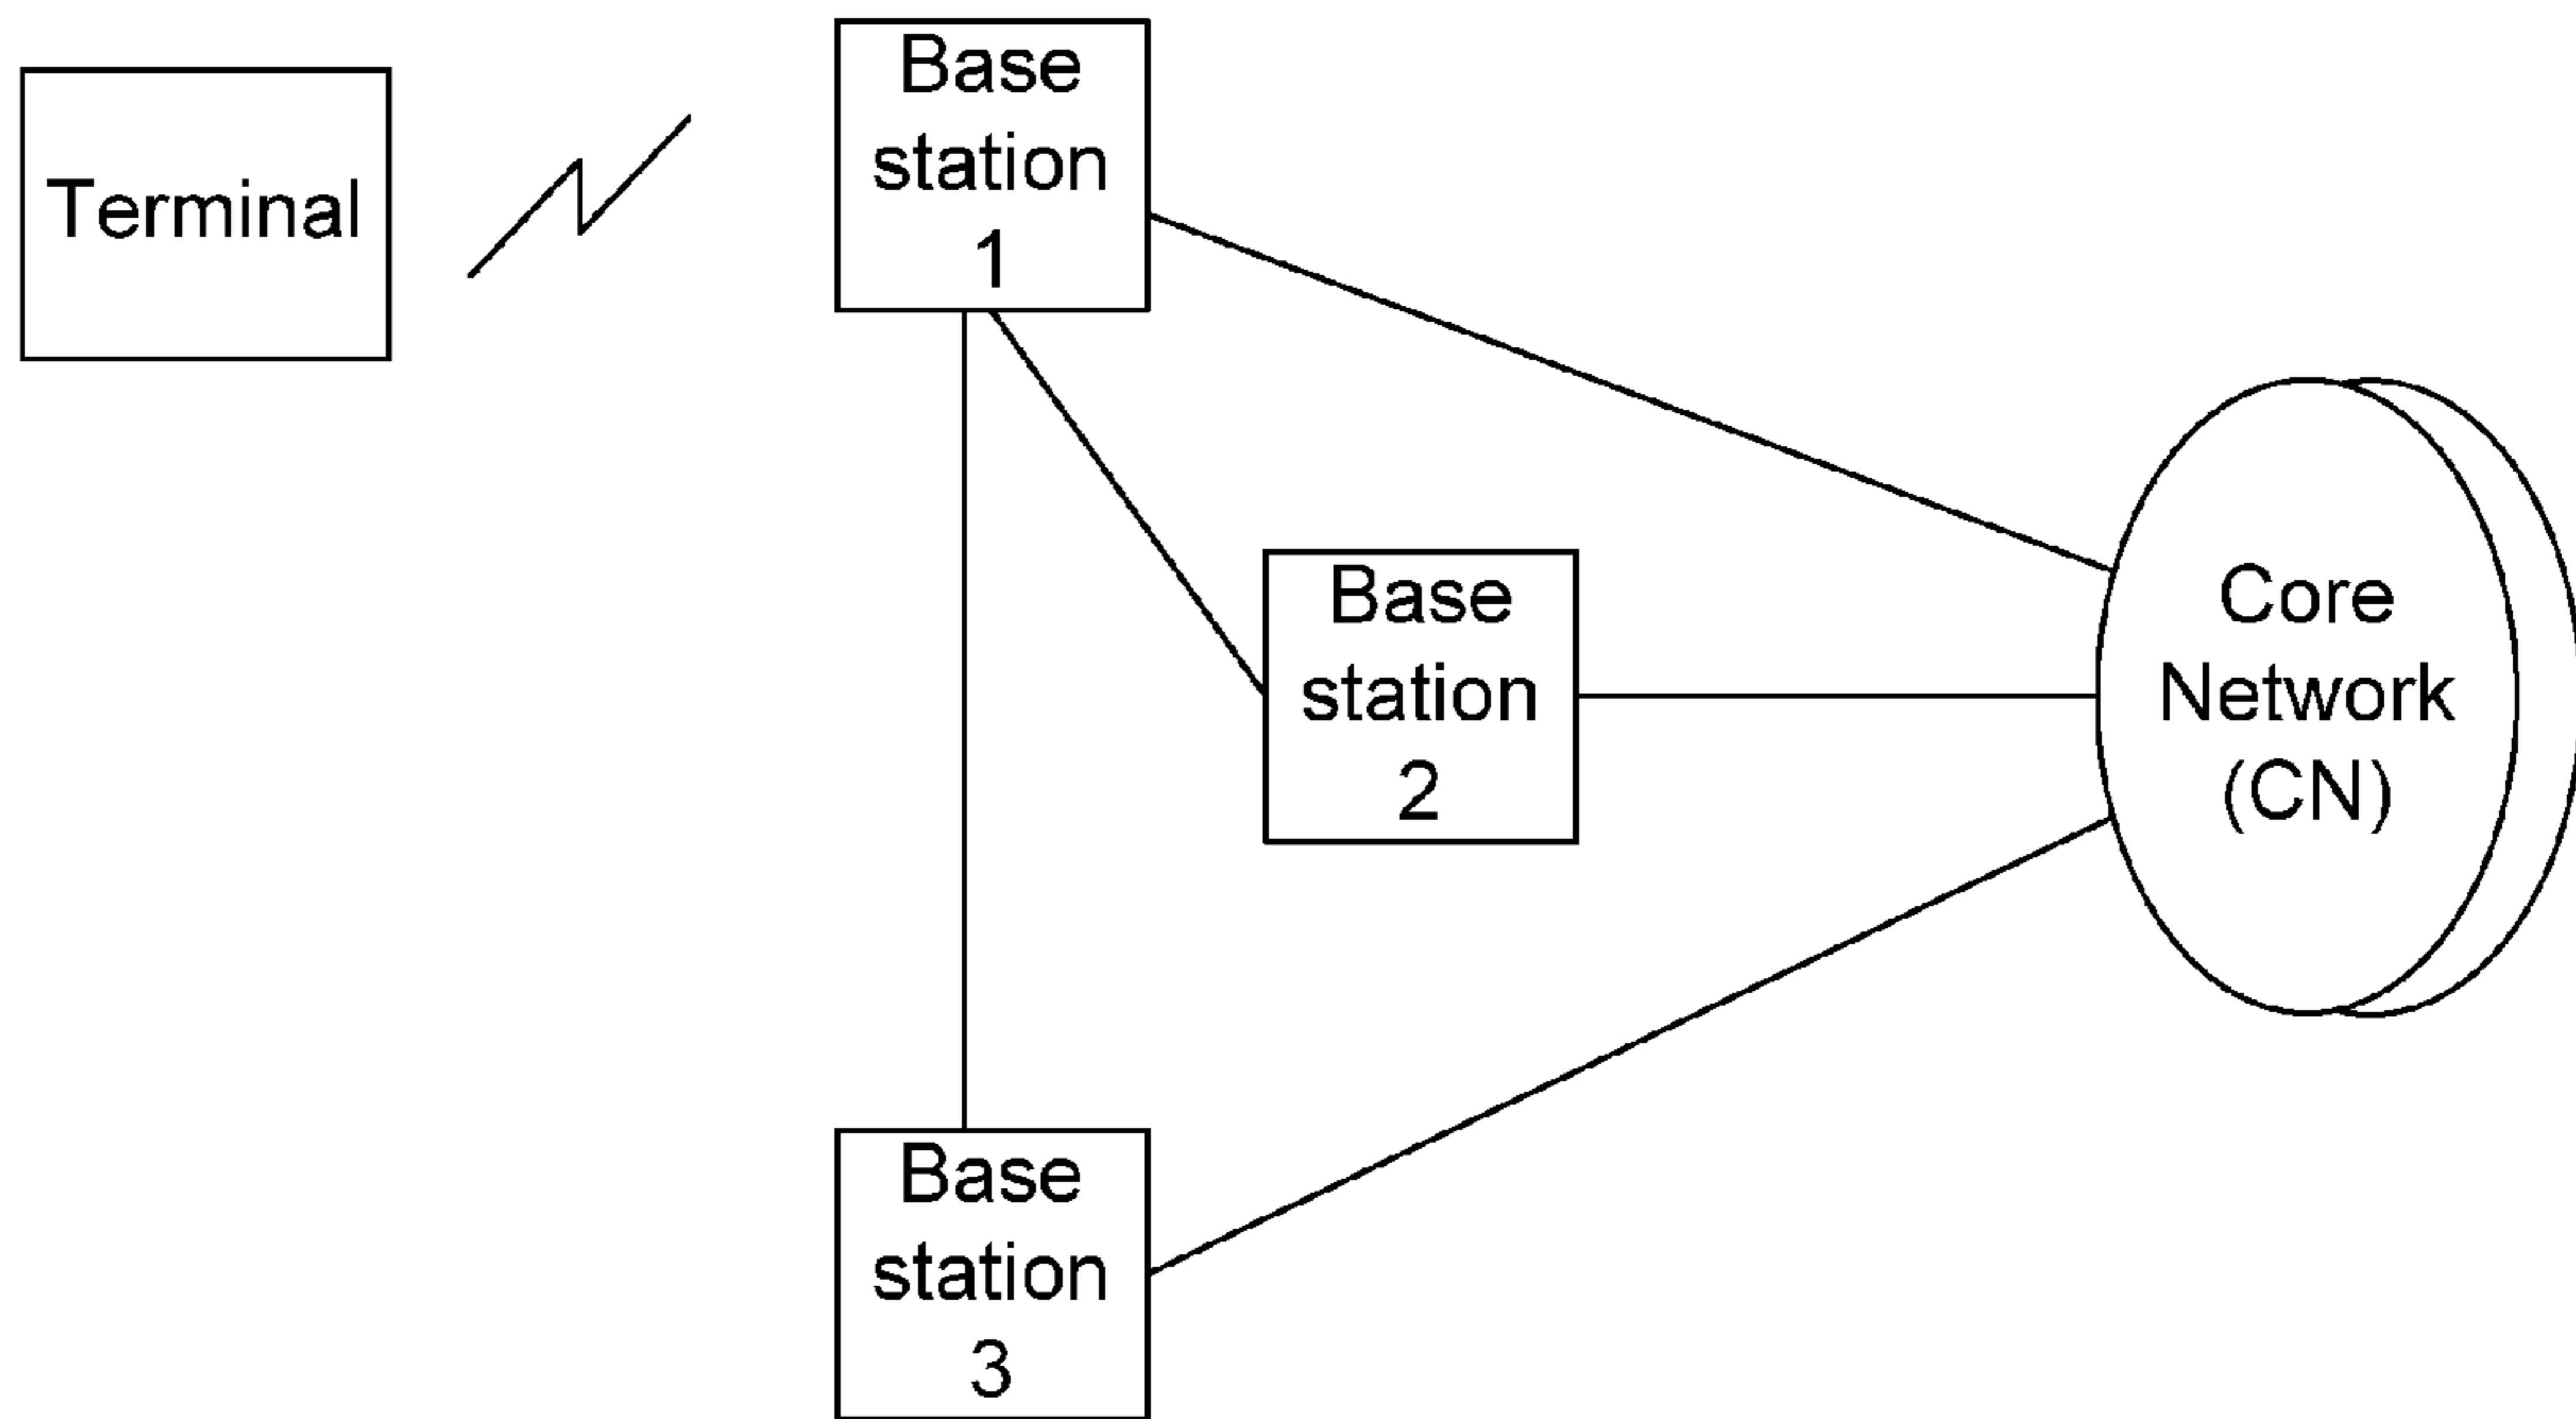 Terminal
Base
station
1
Base
station
2
Core
Network
(CN)
Base
station
3